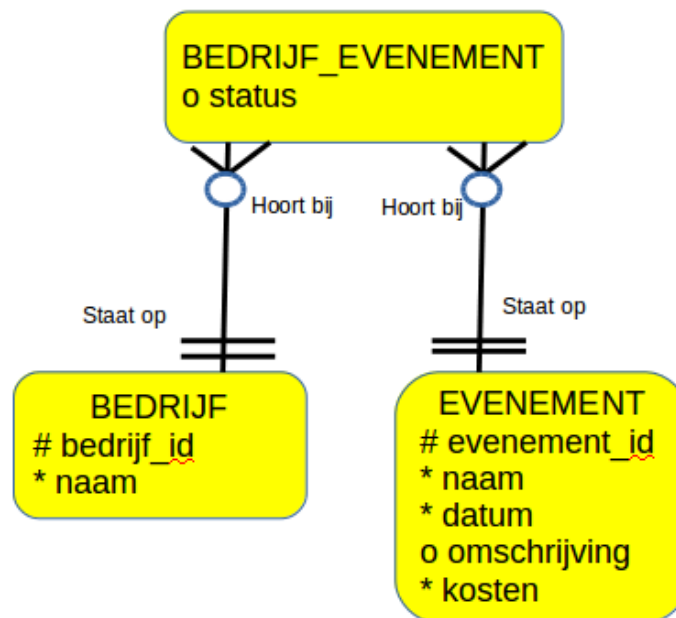 BEDRIJF_EVENEMENT
o status
Hoort bij
Hoort bij
Staat op
Staat op
BEDRIJF
# bedrijf_id
* naam
EVENEMENT
# evenement_id
* naam
* datum
o omschrijving
* kosten